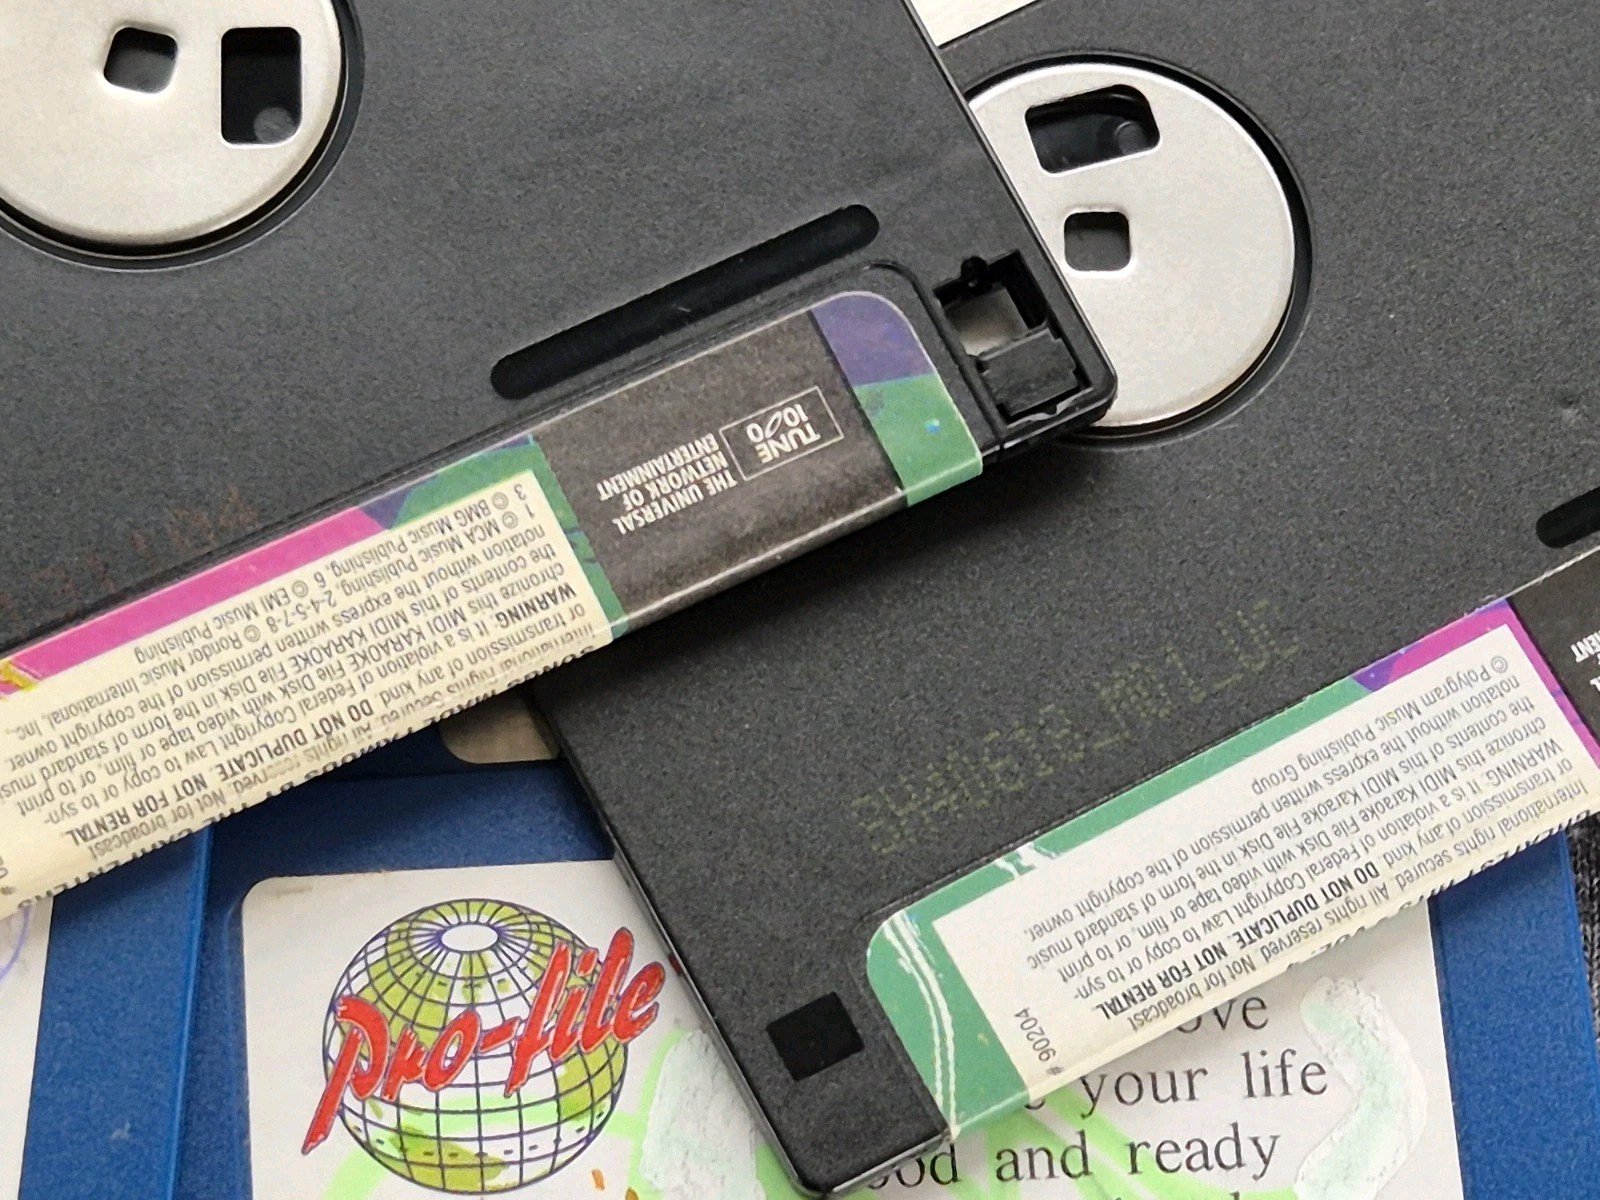 TUNE
1000
THE UNIVERSAL
NETWORK OF
ENTERTAINMENT
WARNING: It is a violation of Federal Copyright Law to copy or to syn-
chronize this MIDI KARAOKE File Disk with video tape or film, or to print
the contents of this MIDI KARAOKE File Disk in the form of standard music
notation without the express written permission of the copyright owner.
1 © MCA Music Publishing, 2-4-5-7-8 © Rondor Music International, Inc.,
3 © BMG Music Publishing, 6 © EMI Music Publishing
DO NOT DUPLICATE. NOT FOR RENTAL
International Rights Secured. All rights reserved. Not for broadcast
or transmission of any kind
# 90204
International rights secured. All rights reserved. Not for broadcast
or transmission of any kind. DO NOT DUPLICATE. NOT FOR RENTAL
WARNING: It is a violation of Federal Copyright Law to copy or to syn-
chronize this MIDI Karaoke File Disk with video tape or film, or to print
the contents of this MIDI Karaoke File Disk in the form of standard music
notation without the express written permission of the copyright owner.
© Polygram Music Publishing Group
Pro-file
your life
and ready